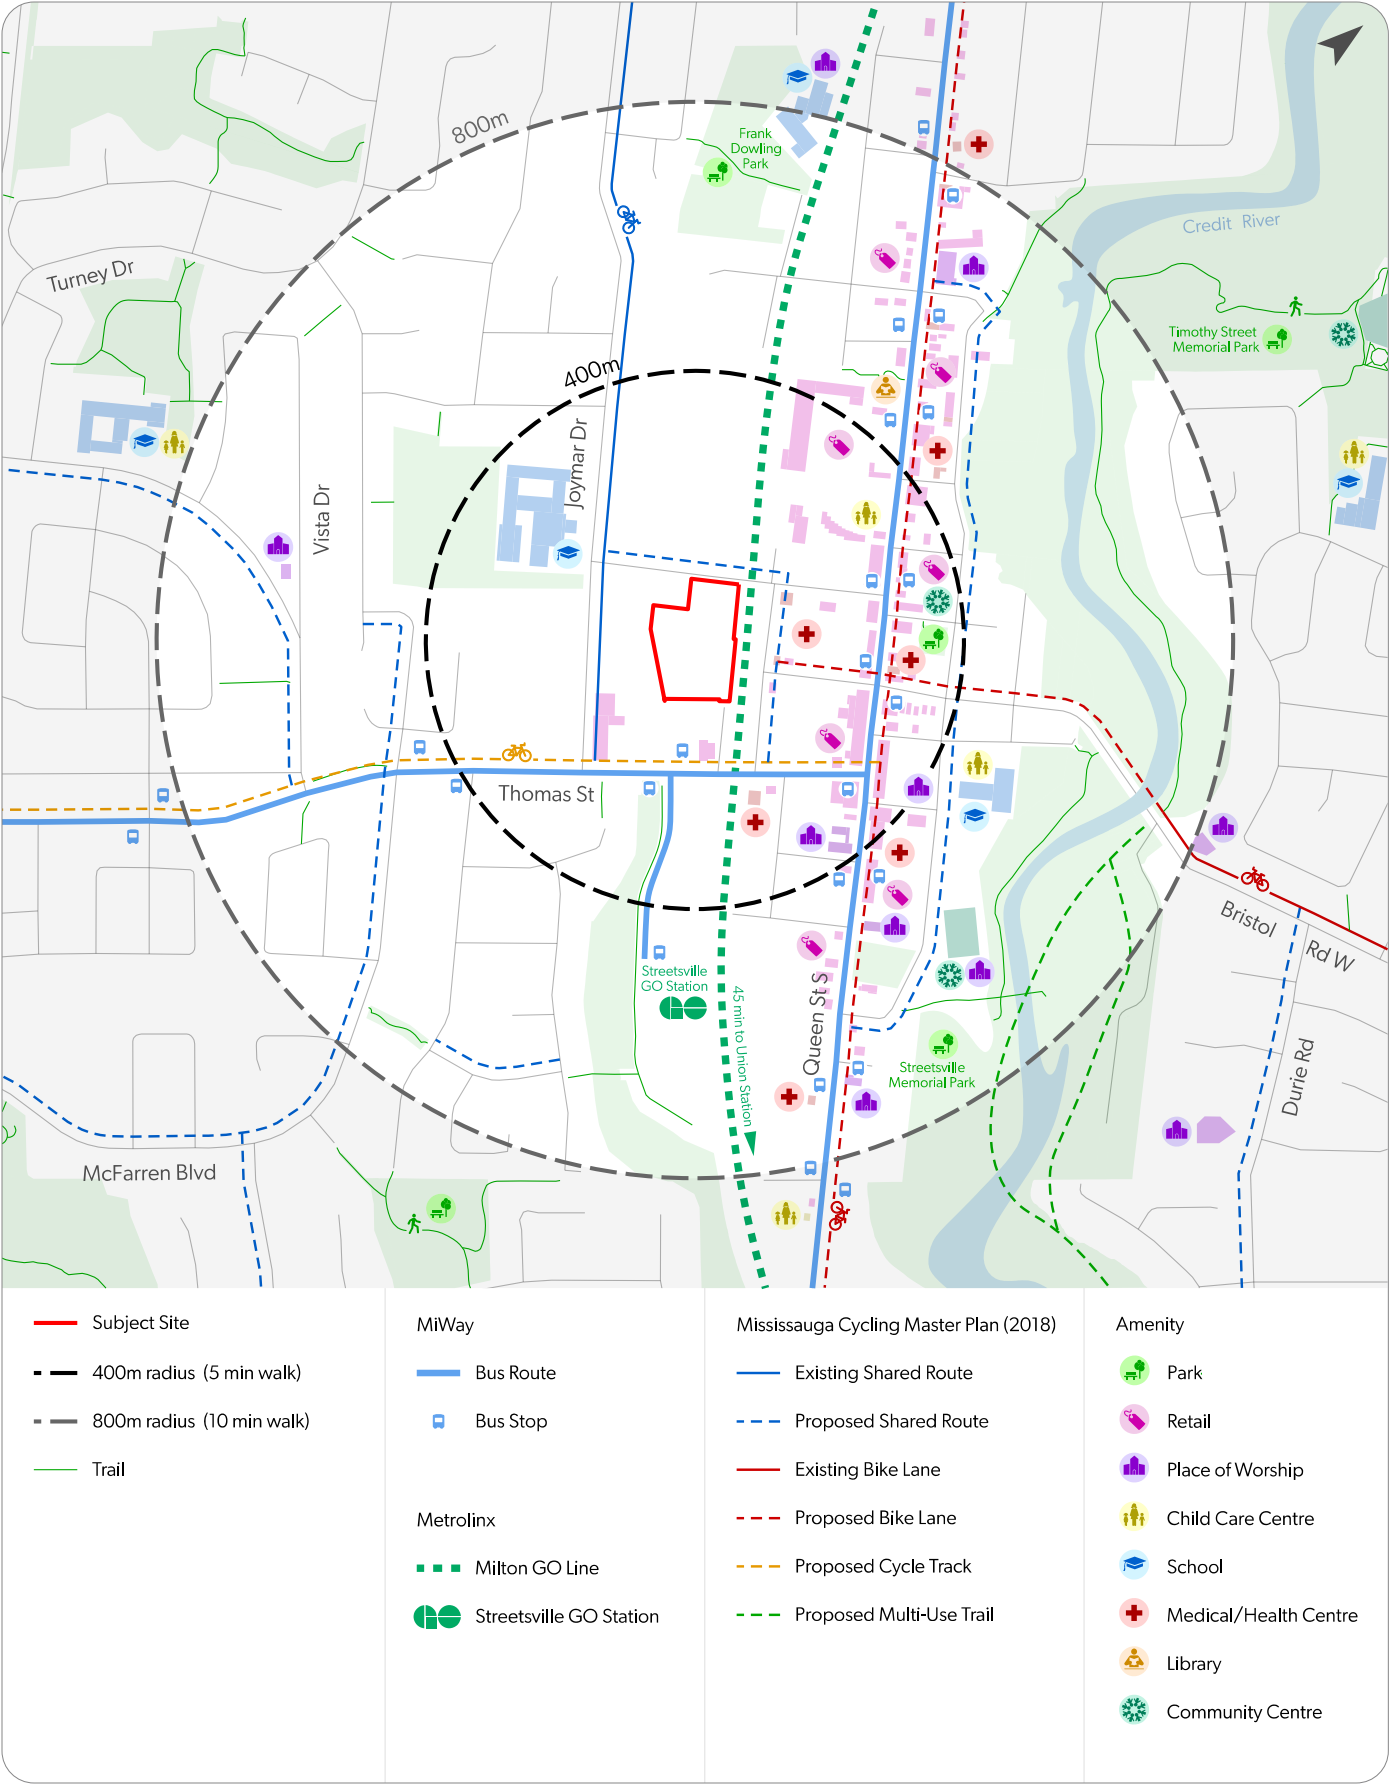 800m
Frank
Dowling
Park
Credit River
Turney Dr
Timothy Street
Memorial Park
400m
Joymar Dr
Vista Dr
Thomas St
Bristol Rd W
Streetsville
GO Station
45 min to Union Station
Queen St S
Streetsville
Memorial Park
Durie Rd
McFarren Blvd
Subject Site
400m radius (5 min walk)
800m radius (10 min walk)
Trail
MiWay
Bus Route
Bus Stop
Metrolinx
Milton GO Line
GO Streetsville GO Station
Mississauga Cycling Master Plan (2018)
Existing Shared Route
Proposed Shared Route
Existing Bike Lane
Proposed Bike Lane
Proposed Cycle Track
Proposed Multi-Use Trail
Amenity
Park
Retail
Place of Worship
Child Care Centre
School
Medical/Health Centre
Library
Community Centre